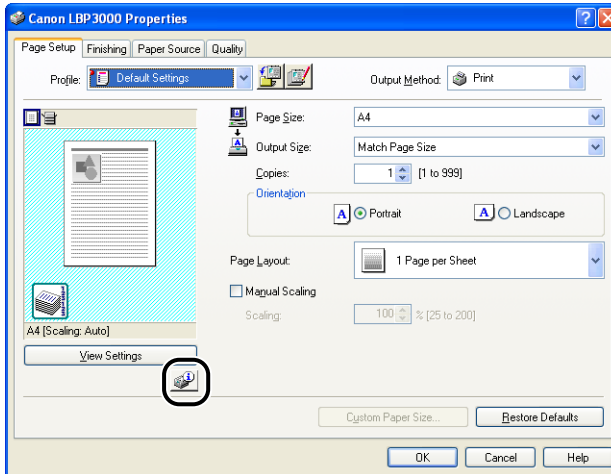 Canon LBP3000 Properties
Page Setup Finishing Paper Source Quality
Profile: Default Settings Output Method: Print
Page Size: A4
Output Size: Match Page Size
Copies: 1 [1 to 999]
Orientation
A Portrait A Landscape
Page Layout: 1 Page per Sheet
Manual Scaling
Scaling: 100 % [25 to 200]
A4 [Scaling: Auto]
View Settings
Custom Paper Size... Restore Defaults
OK Cancel Help